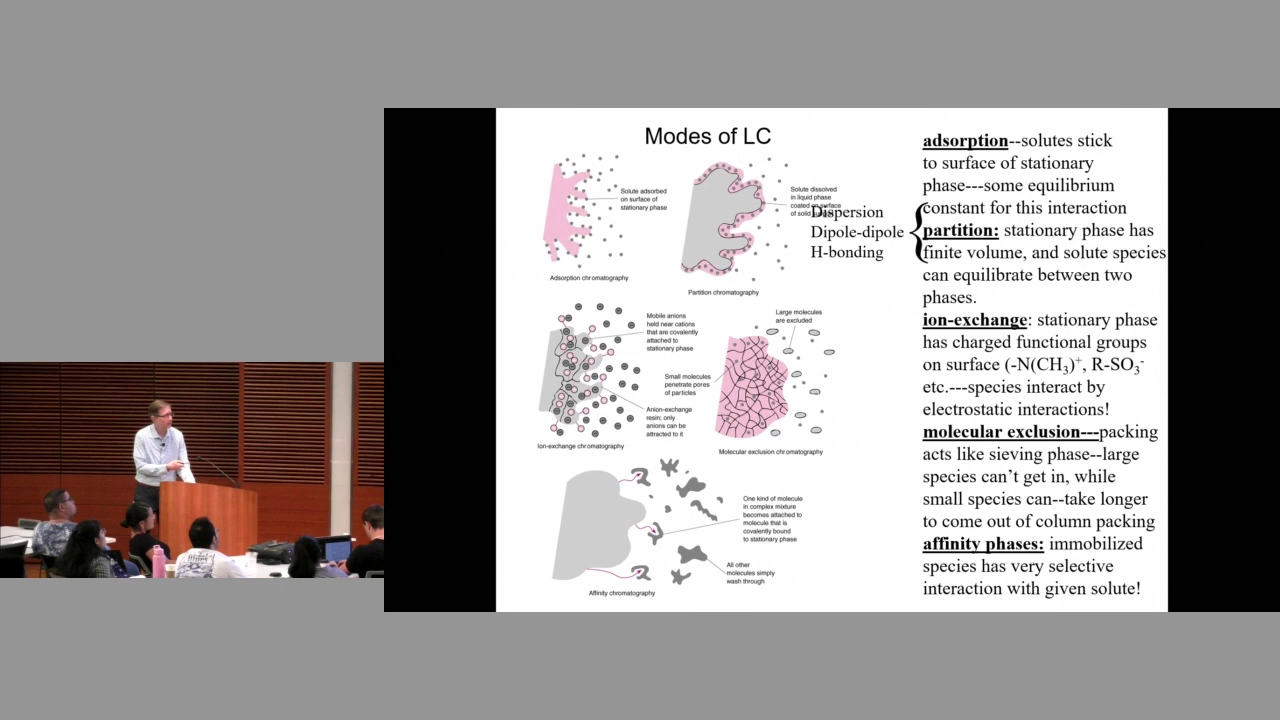 Modes of LC
Solute adsorbed
on surface of
stationary phase
Adsorption chromatography
Solute dissolved
in liquid phase
coated on surface
of solid
Partition chromatography
Dispersion
Dipole-dipole
H-bonding
Mobile anions
held near cations
that are covalently
attached to
stationary phase
Anion-exchange
resin; only
anions can be
attracted to it
Ion-exchange chromatography
Large molecules
are excluded
Small molecules
penetrate pores
of particles
Molecular exclusion chromatography
One kind of molecule
in complex mixture
becomes attached to
molecule that is
covalently bound
to stationary phase
All other
molecules simply
wash through
Affinity chromatography
adsorption--solutes stick
to surface of stationary
phase---some equilibrium
constant for this interaction
partition: stationary phase has
finite volume, and solute species
can equilibrate between two
phases.
ion-exchange: stationary phase
has charged functional groups
on surface (-N(CH₃)⁺, R-SO₃⁻
etc.---species interact by
electrostatic interactions!
molecular exelusion---packing
acts like sieving phase--large
species can’t get in, while
small species can--take longer
to come out of column packing
affinity phases: immobilized
species has very selective
interaction with given solute!